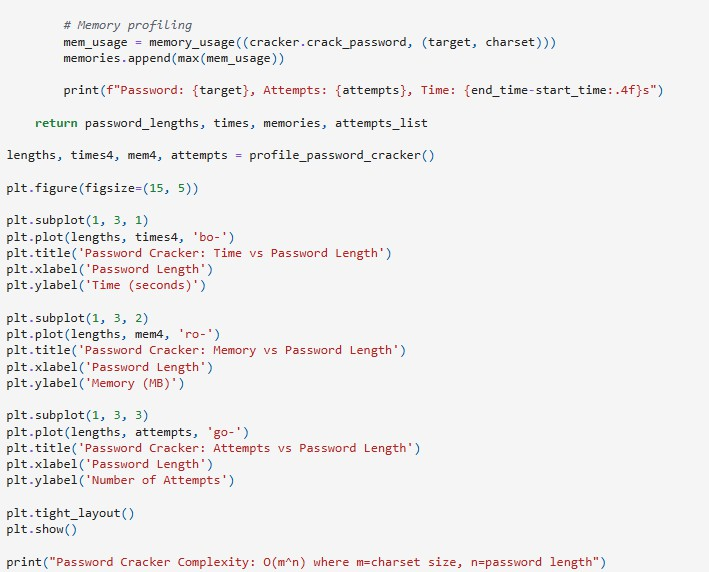 # Memory profiling
mem_usage = memory_usage((cracker.crack_password, (target, charset)))
memories.append(max(mem_usage))
print(f"Password: {target}, Attempts: {attempts}, Time: {end_time-start_time:.4f}s")
return password_lengths, times, memories, attempts_list
lengths, times4, mem4, attempts = profile_password_cracker()
plt.figure(figsize=(15, 5))
plt.subplot(1, 3, 1)
plt.plot(lengths, times4, 'bo-')
plt.title('Password Cracker: Time vs Password Length')
plt.xlabel('Password Length')
plt.ylabel('Time (seconds)')
plt.subplot(1, 3, 2)
plt.plot(lengths, mem4, 'ro-')
plt.title('Password Cracker: Memory vs Password Length')
plt.xlabel('Password Length')
plt.ylabel('Memory (MB)')
plt.subplot(1, 3, 3)
plt.plot(lengths, attempts, 'go-')
plt.title('Password Cracker: Attempts vs Password Length')
plt.xlabel('Password Length')
plt.ylabel('Number of Attempts')
plt.tight_layout()
plt.show()
print("Password Cracker Complexity: O(m^n) where m=charset size, n=password length")